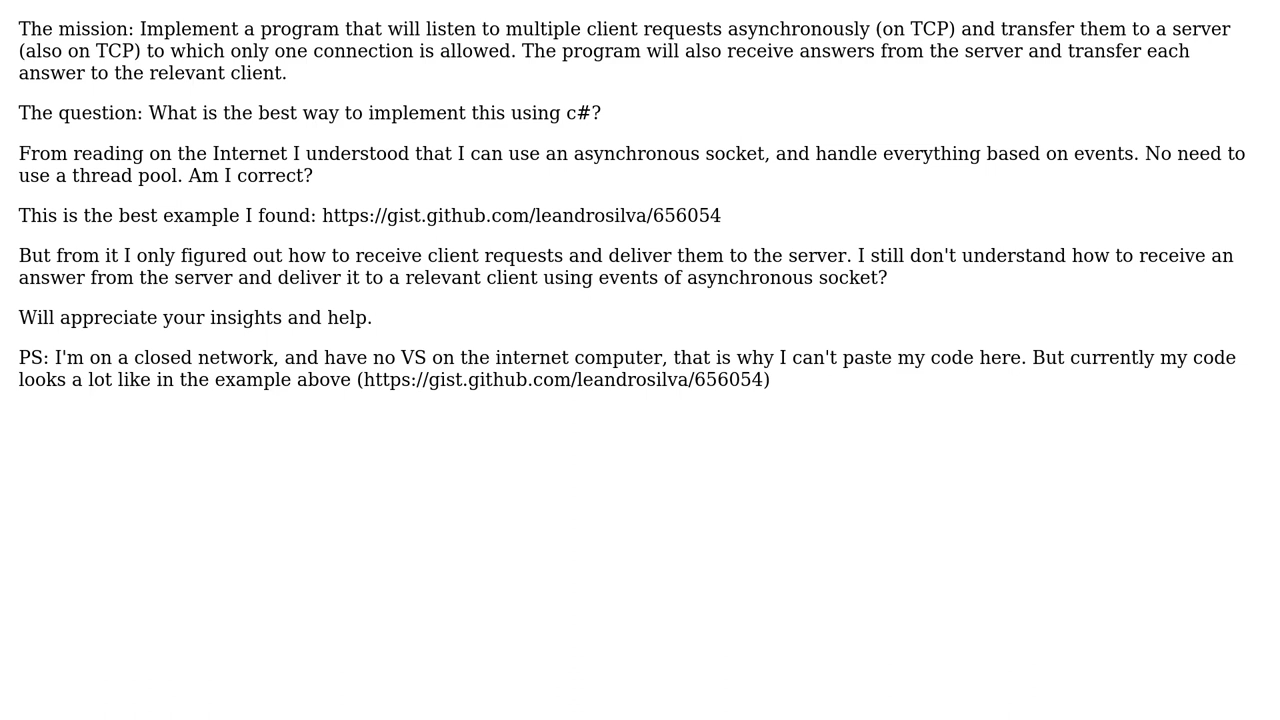 The mission: Implement a program that will listen to multiple client requests asynchronously (on TCP) and transfer them to a server
(also on TCP) to which only one connection is allowed. The program will also receive answers from the server and transfer each
answer to the relevant client.
The question: What is the best way to implement this using c#?
From reading on the Internet I understood that I can use an asynchronous socket, and handle everything based on events. No need to
use a thread pool. Am I correct?
This is the best example I found: https://gist.github.com/leandrosilva/656054
But from it I only figured out how to receive client requests and deliver them to the server. I still don't understand how to receive an
answer from the server and deliver it to a relevant client using events of asynchronous socket?
Will appreciate your insights and help.
PS: I'm on a closed network, and have no VS on the internet computer, that is why I can't paste my code here. But currently my code
looks a lot like in the example above (https://gist.github.com/leandrosilva/656054)